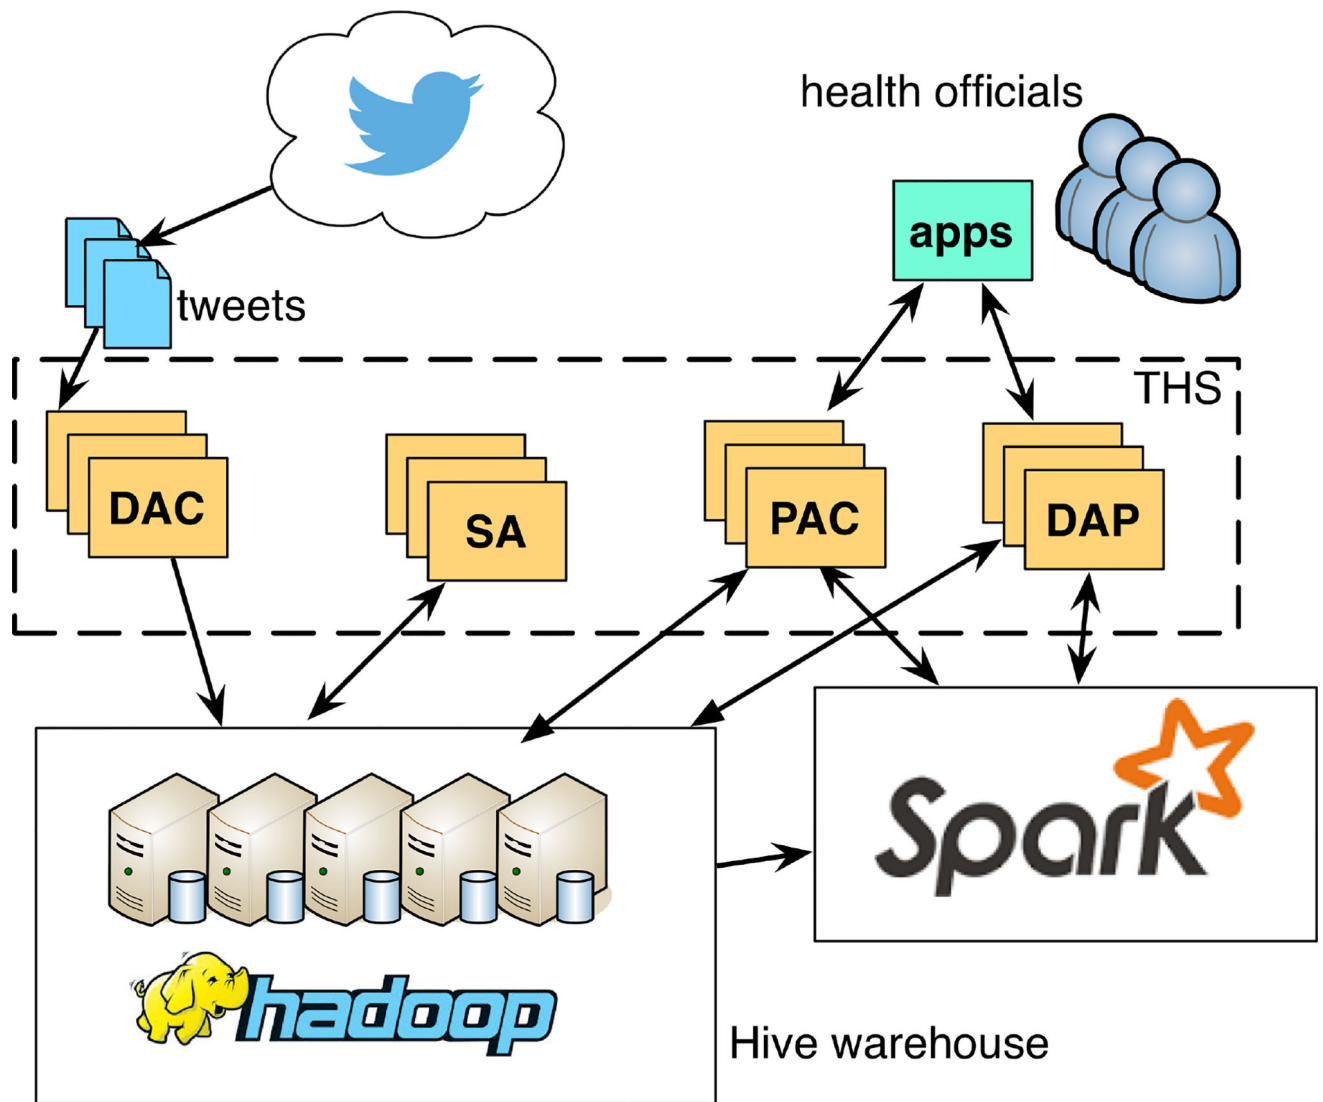 health officials
apps
tweets
THS
DAC
SA
PAC
DAP
Spark
hadoop
Hive warehouse